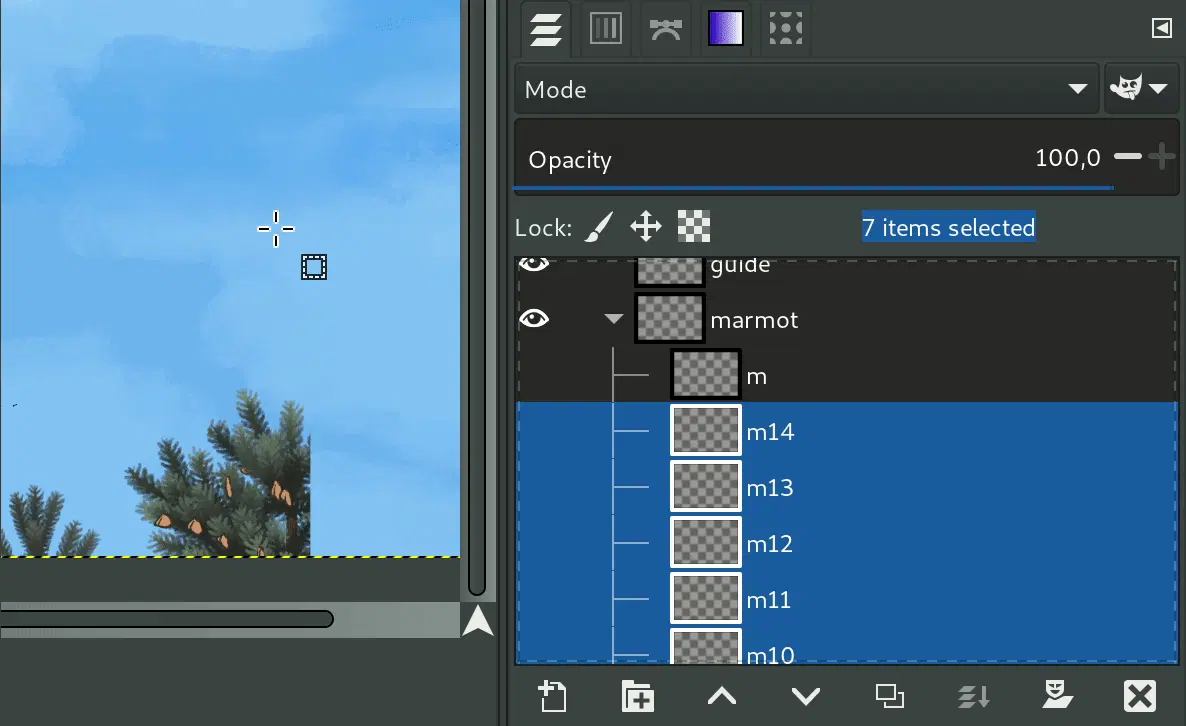 Mode
Opacity 100,0
Lock: 7 items selected
guide
marmot
m
m14
m13
m12
m11
m10